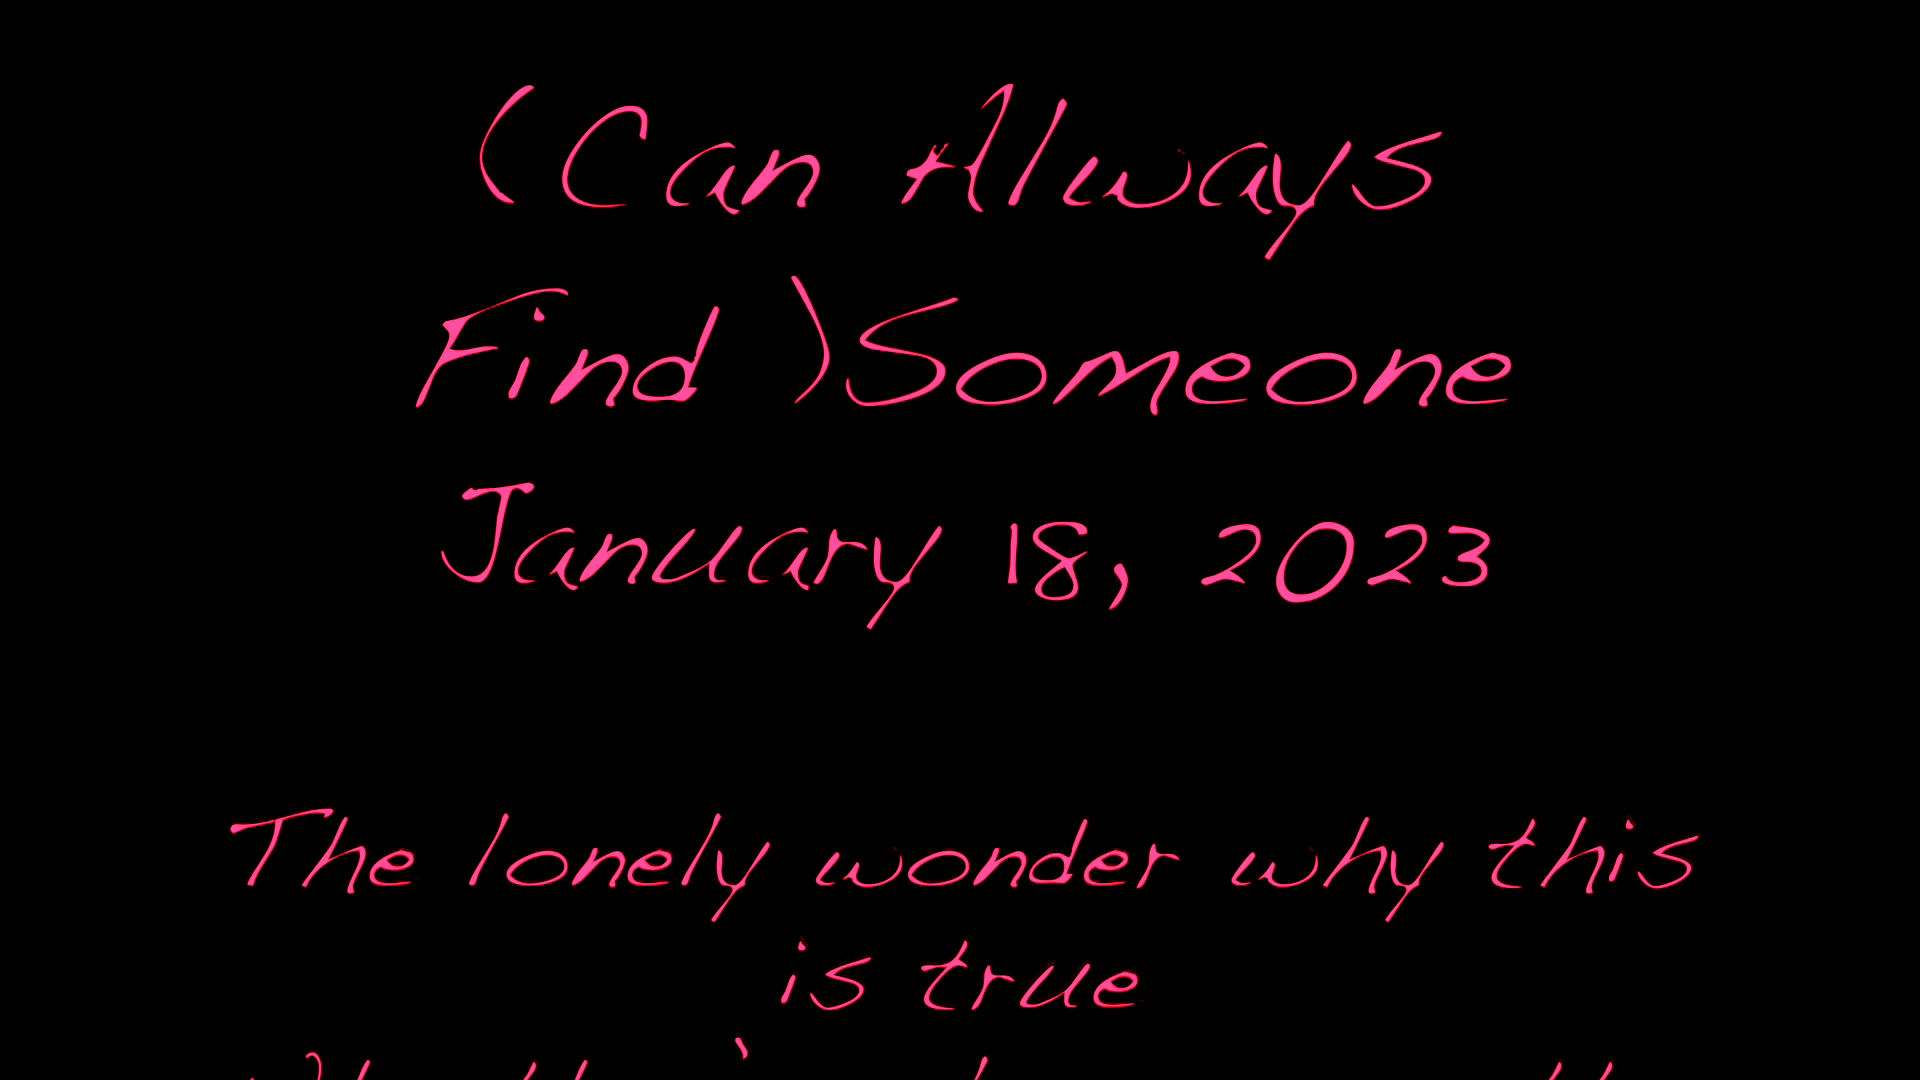 (Can Always
Find )Someone
January 18, 2023
The lonely wonder why this
is true